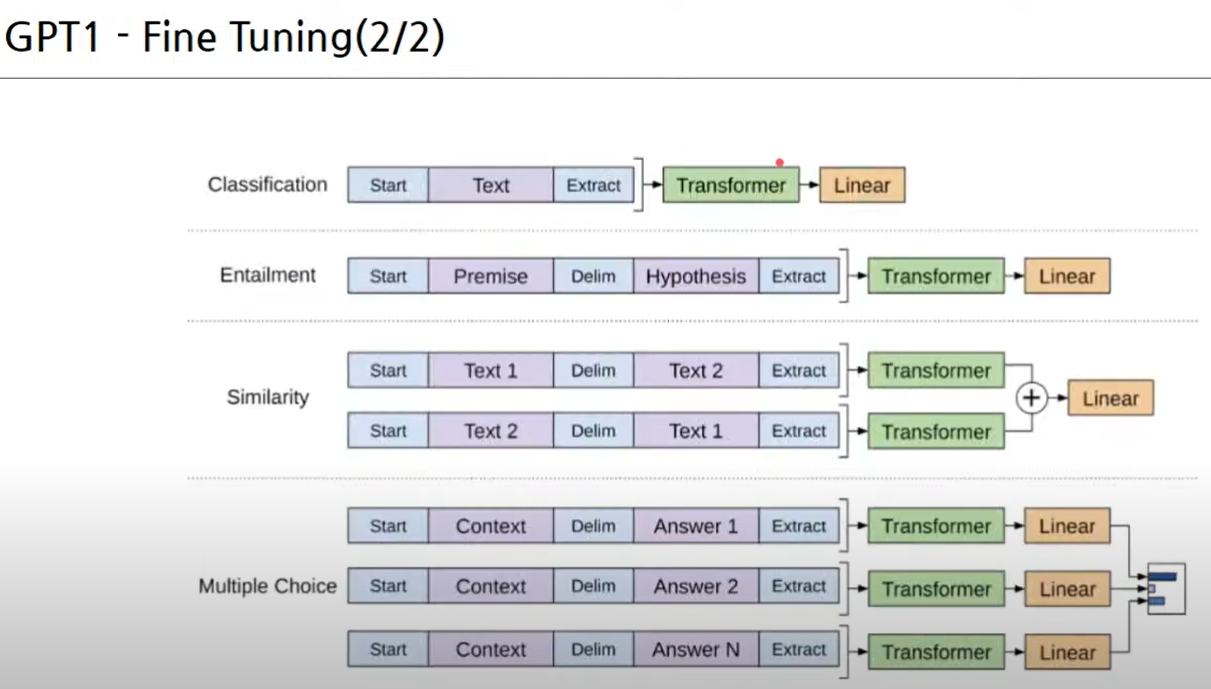 GPT1 - Fine Tuning(2/2)
Classification Start Text Extract Transformer Linear
Entailment Start Premise Delim Hypothesis Extract Transformer Linear
Start Text 1 Delim Text 2 Extract Transformer
Similarity + Linear
Start Text 2 Delim Text 1 Extract Transformer
Start Context Delim Answer 1 Extract Transformer Linear
Multiple Choice Start Context Delim Answer 2 Extract Transformer Linear
Start Context Delim Answer N Extract Transformer Linear